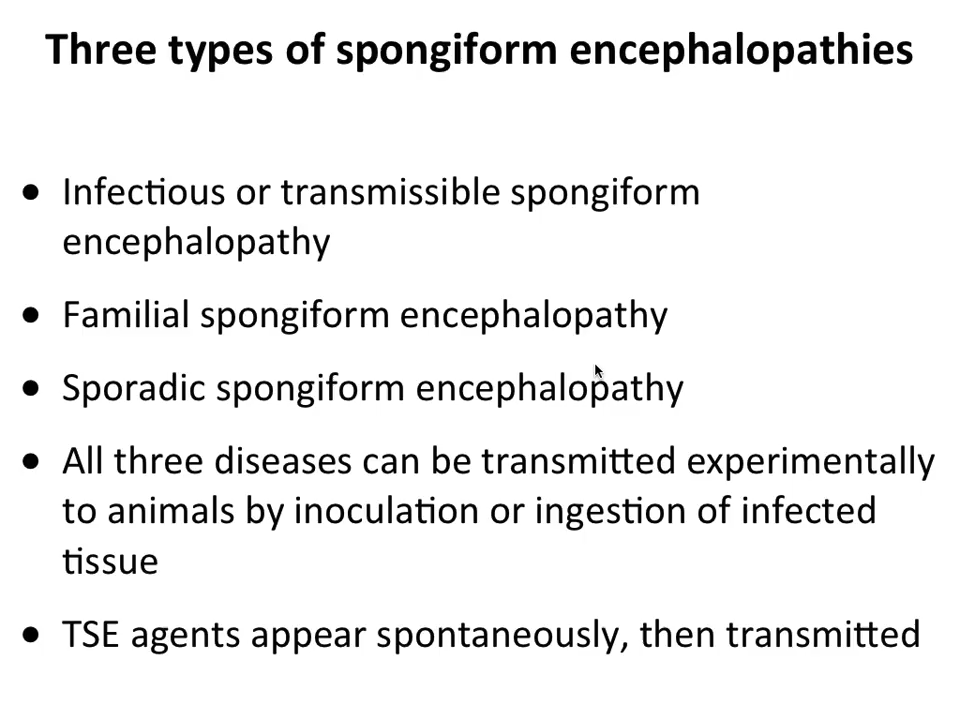 Three types of spongiform encephalopathies
• Infectious or transmissible spongiform
encephalopathy
• Familial spongiform encephalopathy
• Sporadic spongiform encephalopathy
• All three diseases can be transmitted experimentally
to animals by inoculation or ingestion of infected
tissue
• TSE agents appear spontaneously, then transmitted